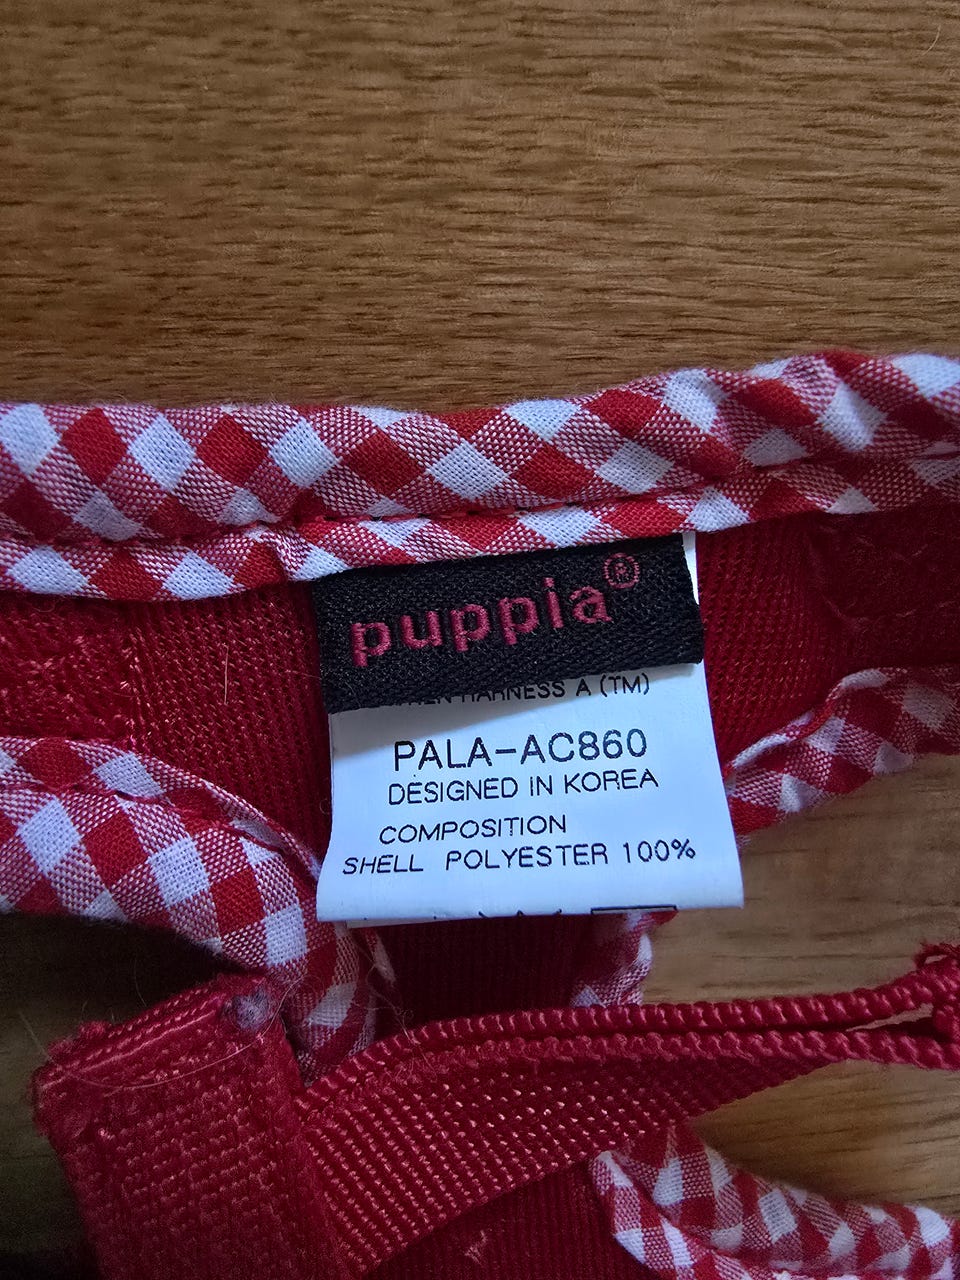 puppia®
HARNESS A (TM)
PALA-AC860
DESIGNED IN KOREA
COMPOSITION
SHELL POLYESTER 100%